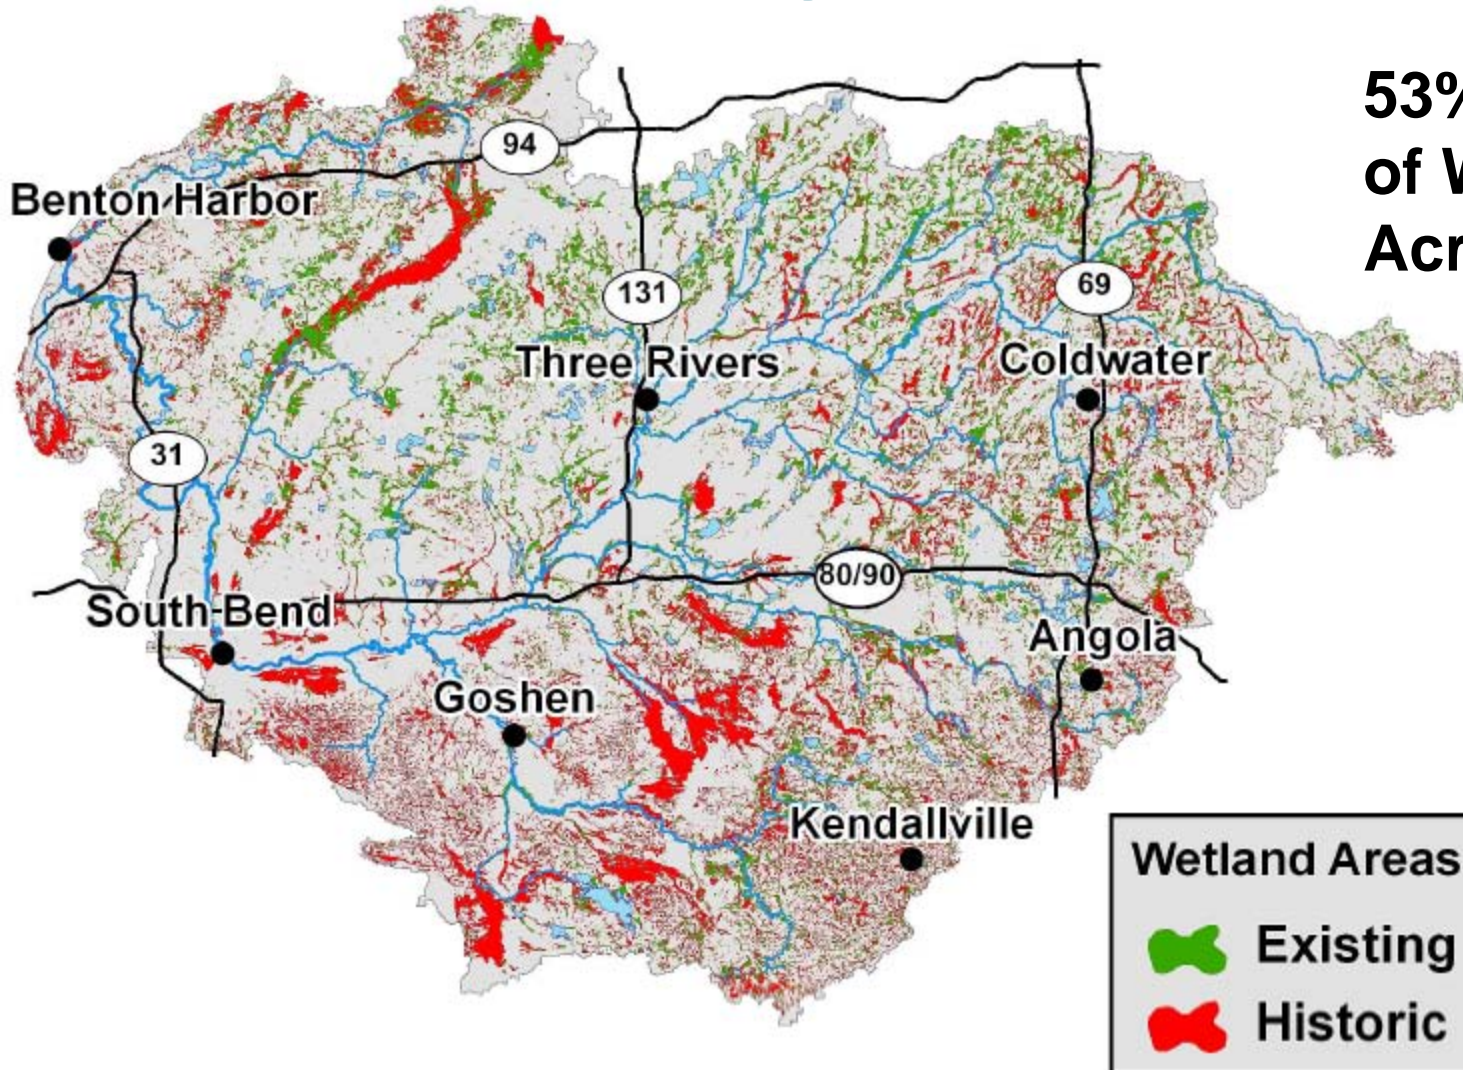 53%
of
Acr
94
Benton Harbor
131
69
Three Rivers
Coldwater
31
80/90
South Bend
Angola
Goshen
Kendallville
Wetland Areas
Existing
Historic